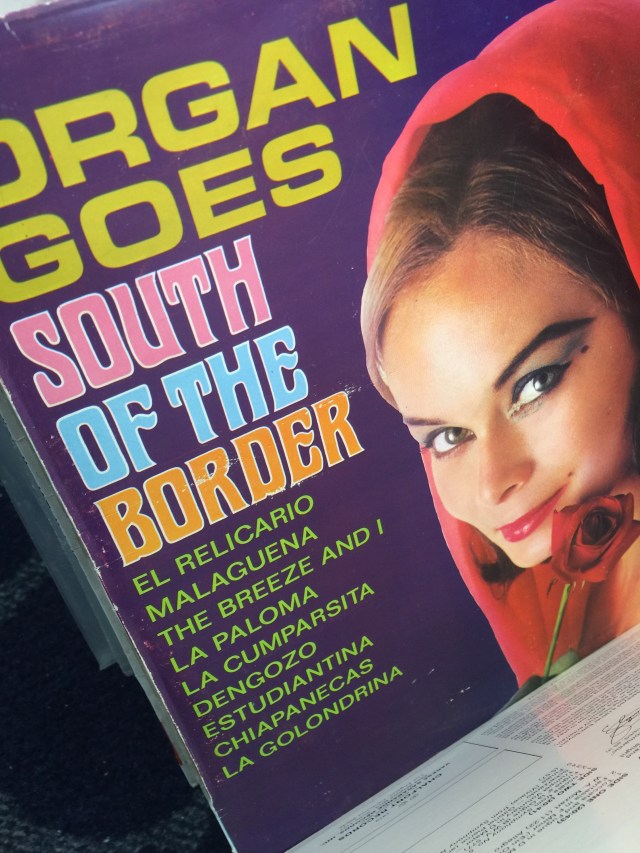 ORGAN
GOES
SOUTH
OF THE
BORDER
EL RELICARIO
MALAGUENA
THE BREEZE AND I
LA PALOMA
LA CUMPARSITA
DENGOZO
ESTUDIANTINA
CHIAPANECAS
LA GOLONDRINA